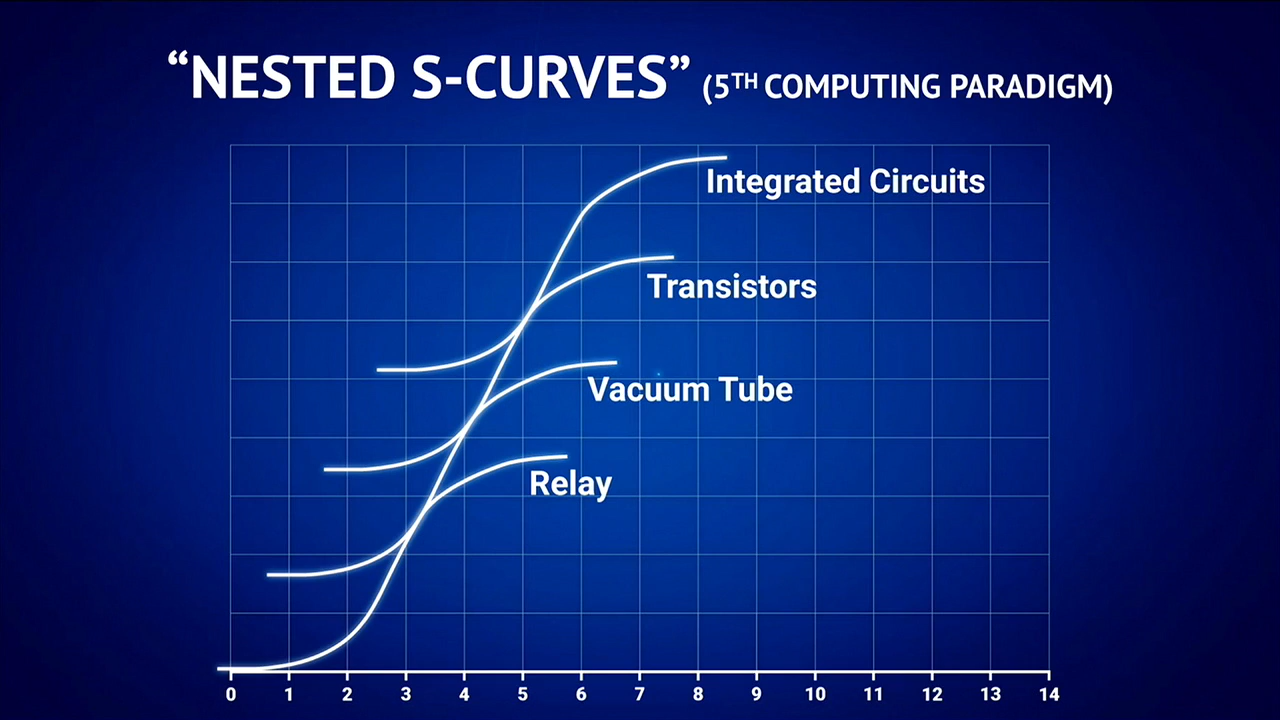 “NESTED S-CURVES” (5TH COMPUTING PARADIGM)
Integrated Circuits
Transistors
Vacuum Tube
Relay
0 1 2 3 4 5 6 7 8 9 10 11 12 13 14